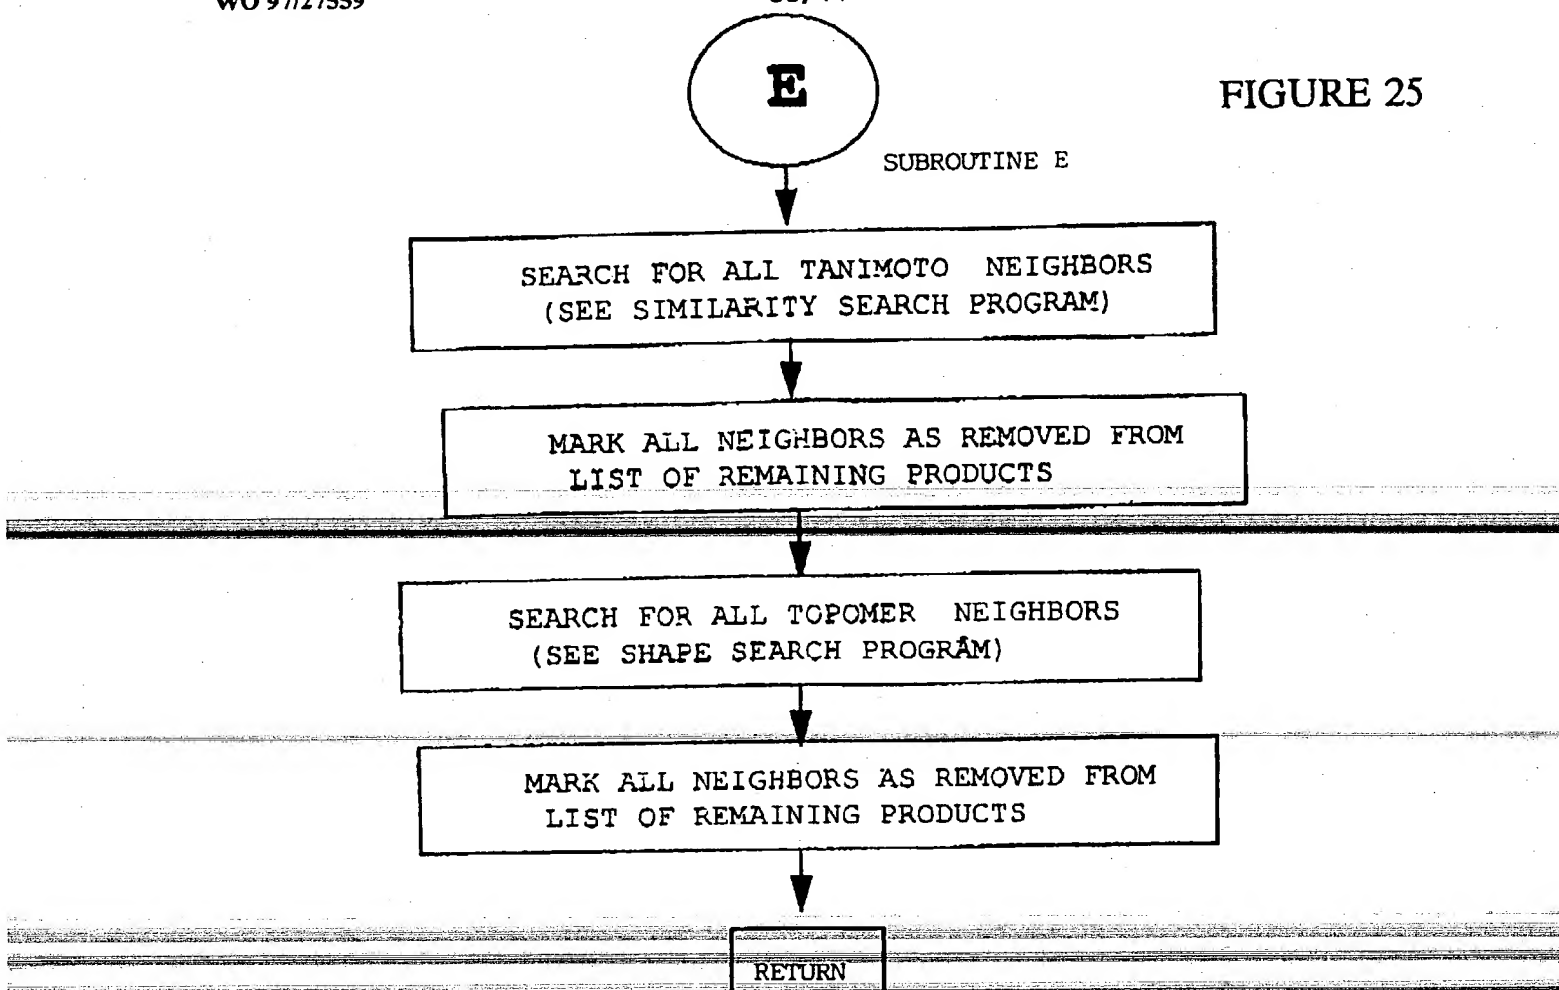 WO 97/27559
E
FIGURE 25
SUBROUTINE E
SEARCH FOR ALL TANIMOTO NEIGHBORS
(SEE SIMILARITY SEARCH PROGRAM)
MARK ALL NEIGHBORS AS REMOVED FROM
LIST OF REMAINING PRODUCTS
SEARCH FOR ALL TOPOMER NEIGHBORS
(SEE SHAPE SEARCH PROGRAM)
MARK ALL NEIGHBORS AS REMOVED FROM
LIST OF REMAINING PRODUCTS
RETURN